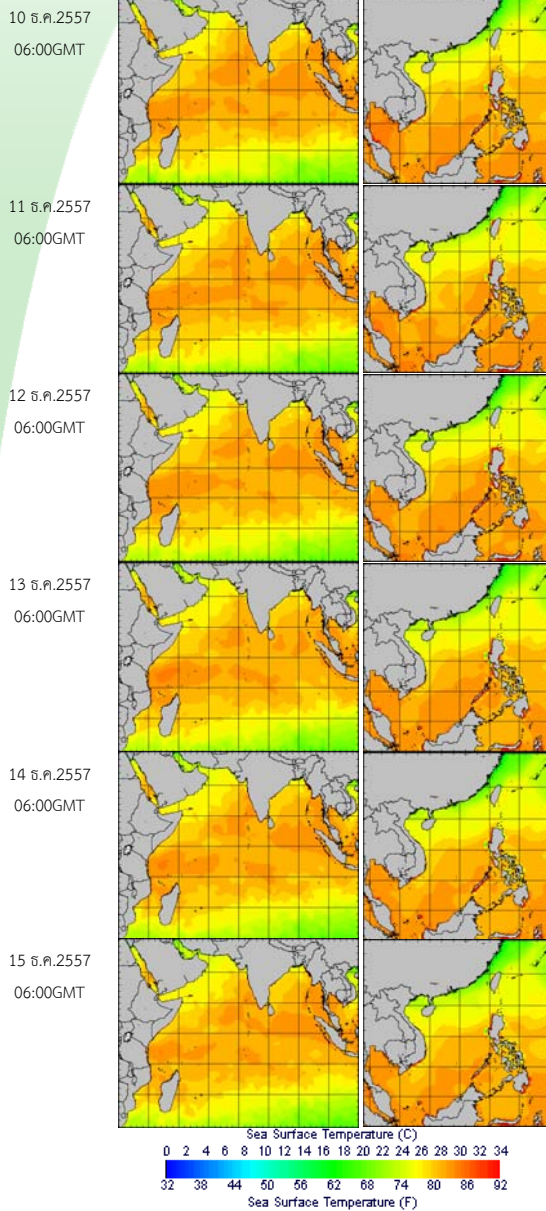 10 ธ.ค.2557
06:00GMT
11 ธ.ค.2557
06:00GMT
12 ธ.ค.2557
06:00GMT
13 ธ.ค.2557
06:00GMT
14 ธ.ค.2557
06:00GMT
15 ธ.ค.2557
06:00GMT
Sea Surface Temperature (C)
0 2 4 6 8 10 12 14 16 18 20 22 24 26 28 30 32 34
32 38 44 50 56 62 68 74 80 86 92
Sea Surface Temperature (F)